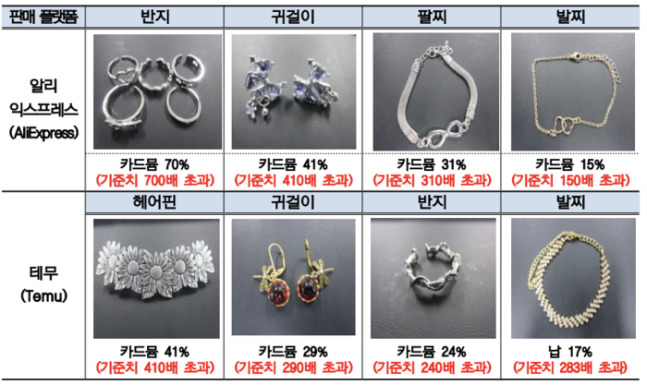 판매 플랫폼 반지 귀걸이 팔찌 발찌
알리
익스프레스
(AliExpress)
카드뮴 70% 카드뮴 41% 카드뮴 31% 카드뮴 15%
(기준치 700배 초과) (기준치 410배 초과) (기준치 310배 초과) (기준치 150배 초과)
헤어핀 귀걸이 반지 발찌
테무
(Temu)
카드뮴 41% 카드뮴 29% 카드뮴 24% 납 17%
(기준치 410배 초과) (기준치 290배 초과) (기준치 240배 초과) (기준치 283배 초과)